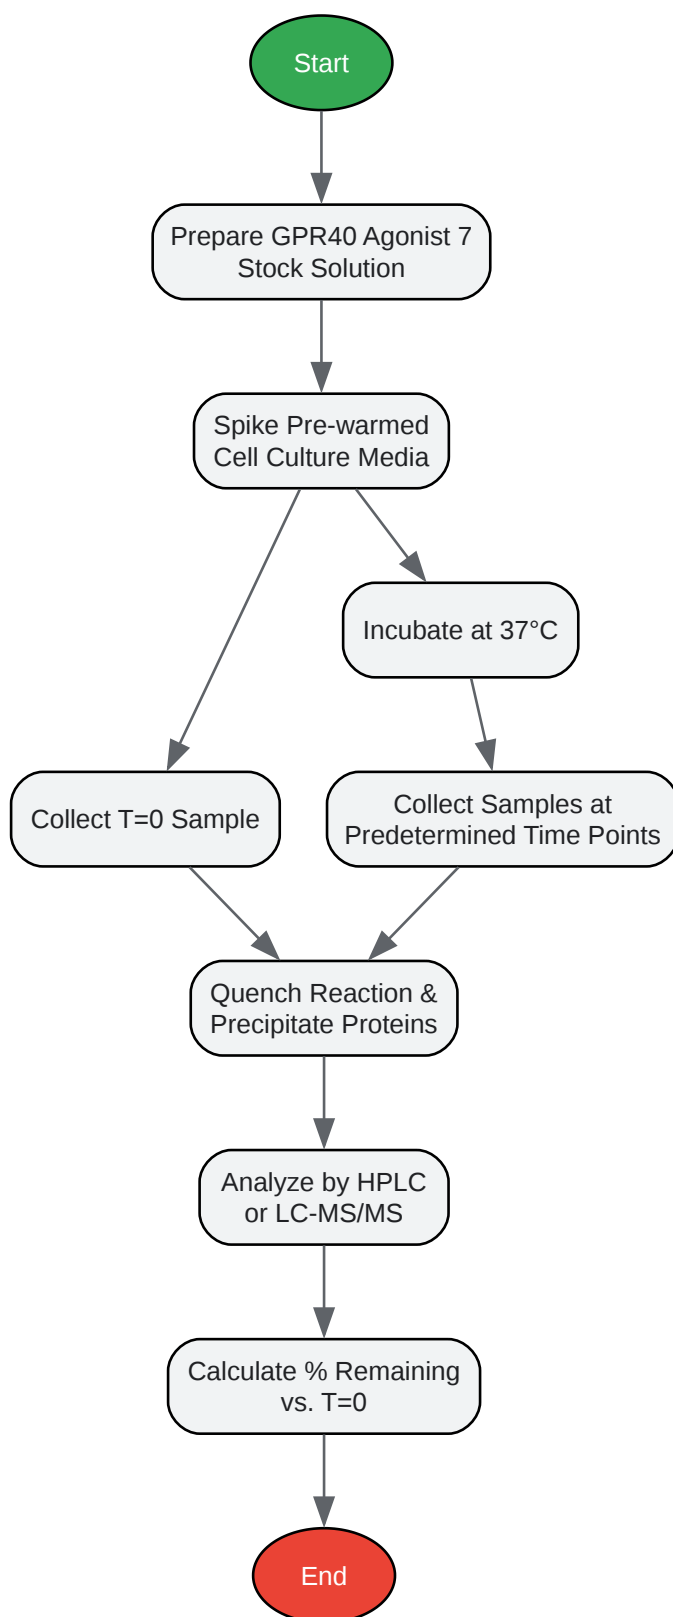 Start
Prepare GPR40 Agonist 7
Stock Solution
Spike Pre-warmed
Cell Culture Media
Incubate at 37°C
Collect T=0 Sample
Collect Samples at
Predetermined Time Points
Quench Reaction &
Precipitate Proteins
Analyze by HPLC
or LC-MS/MS
Calculate % Remaining
vs. T=0
End